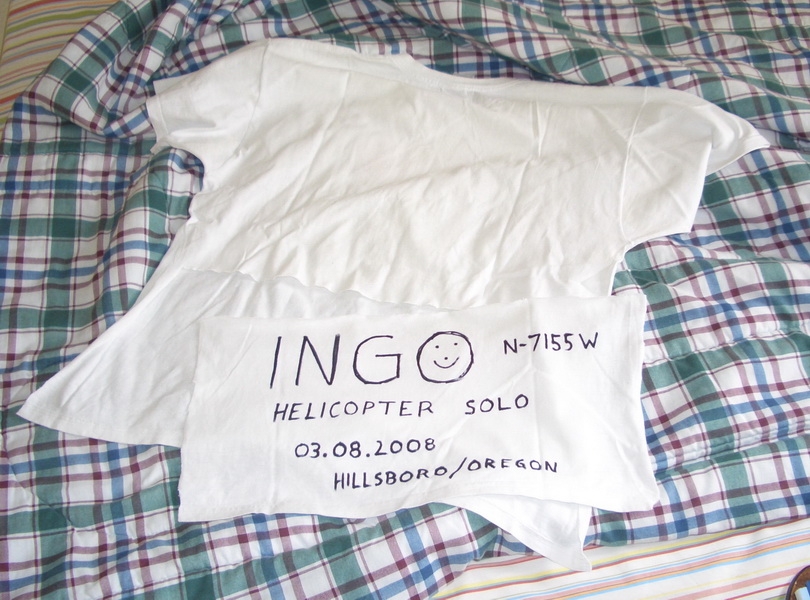 INGO N-7155W
HELICOPTER SOLO
03.08.2008
HILLSBORO/OREGON